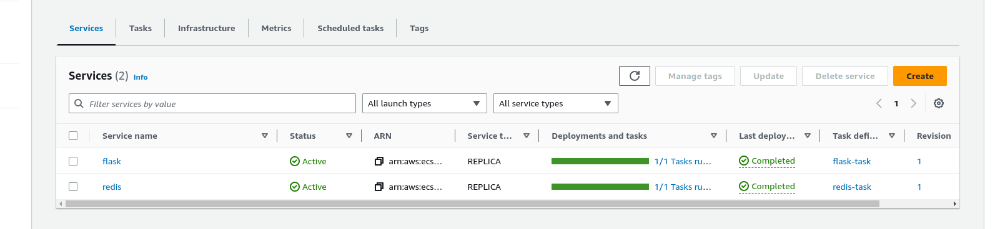 Services Tasks Infrastructure Metrics Scheduled tasks Tags
Services (2) Info Manage tags Update Delete service Create
Filter services by value All launch types All service types 1
Service name Status ARN Service t... Deployments and tasks Last deploy... Task defi... Revision
flask Active arn:aws:ecs... REPLICA 1/1 Tasks ru... Completed flask-task 1
redis Active arn:aws:ecs... REPLICA 1/1 Tasks ru... Completed redis-task 1